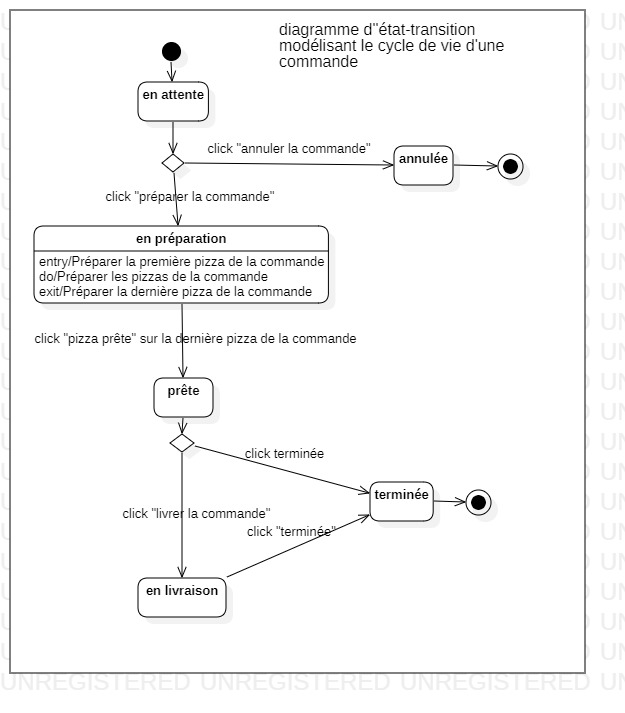 diagramme d"état-transition
modélisant le cycle de vie d'une
commande
en attente
click "annuler la commande"
annulée
click "préparer la commande"
en préparation
entry/Préparer la première pizza de la commande
do/Préparer les pizzas de la commande
exit/Préparer la dernière pizza de la commande
click "pizza prête" sur la dernière pizza de la commande
prête
click terminée
terminée
click "livrer la commande"
click "terminée"
en livraison
UNREGISTERED UNREGISTERED UNREGISTERED UN